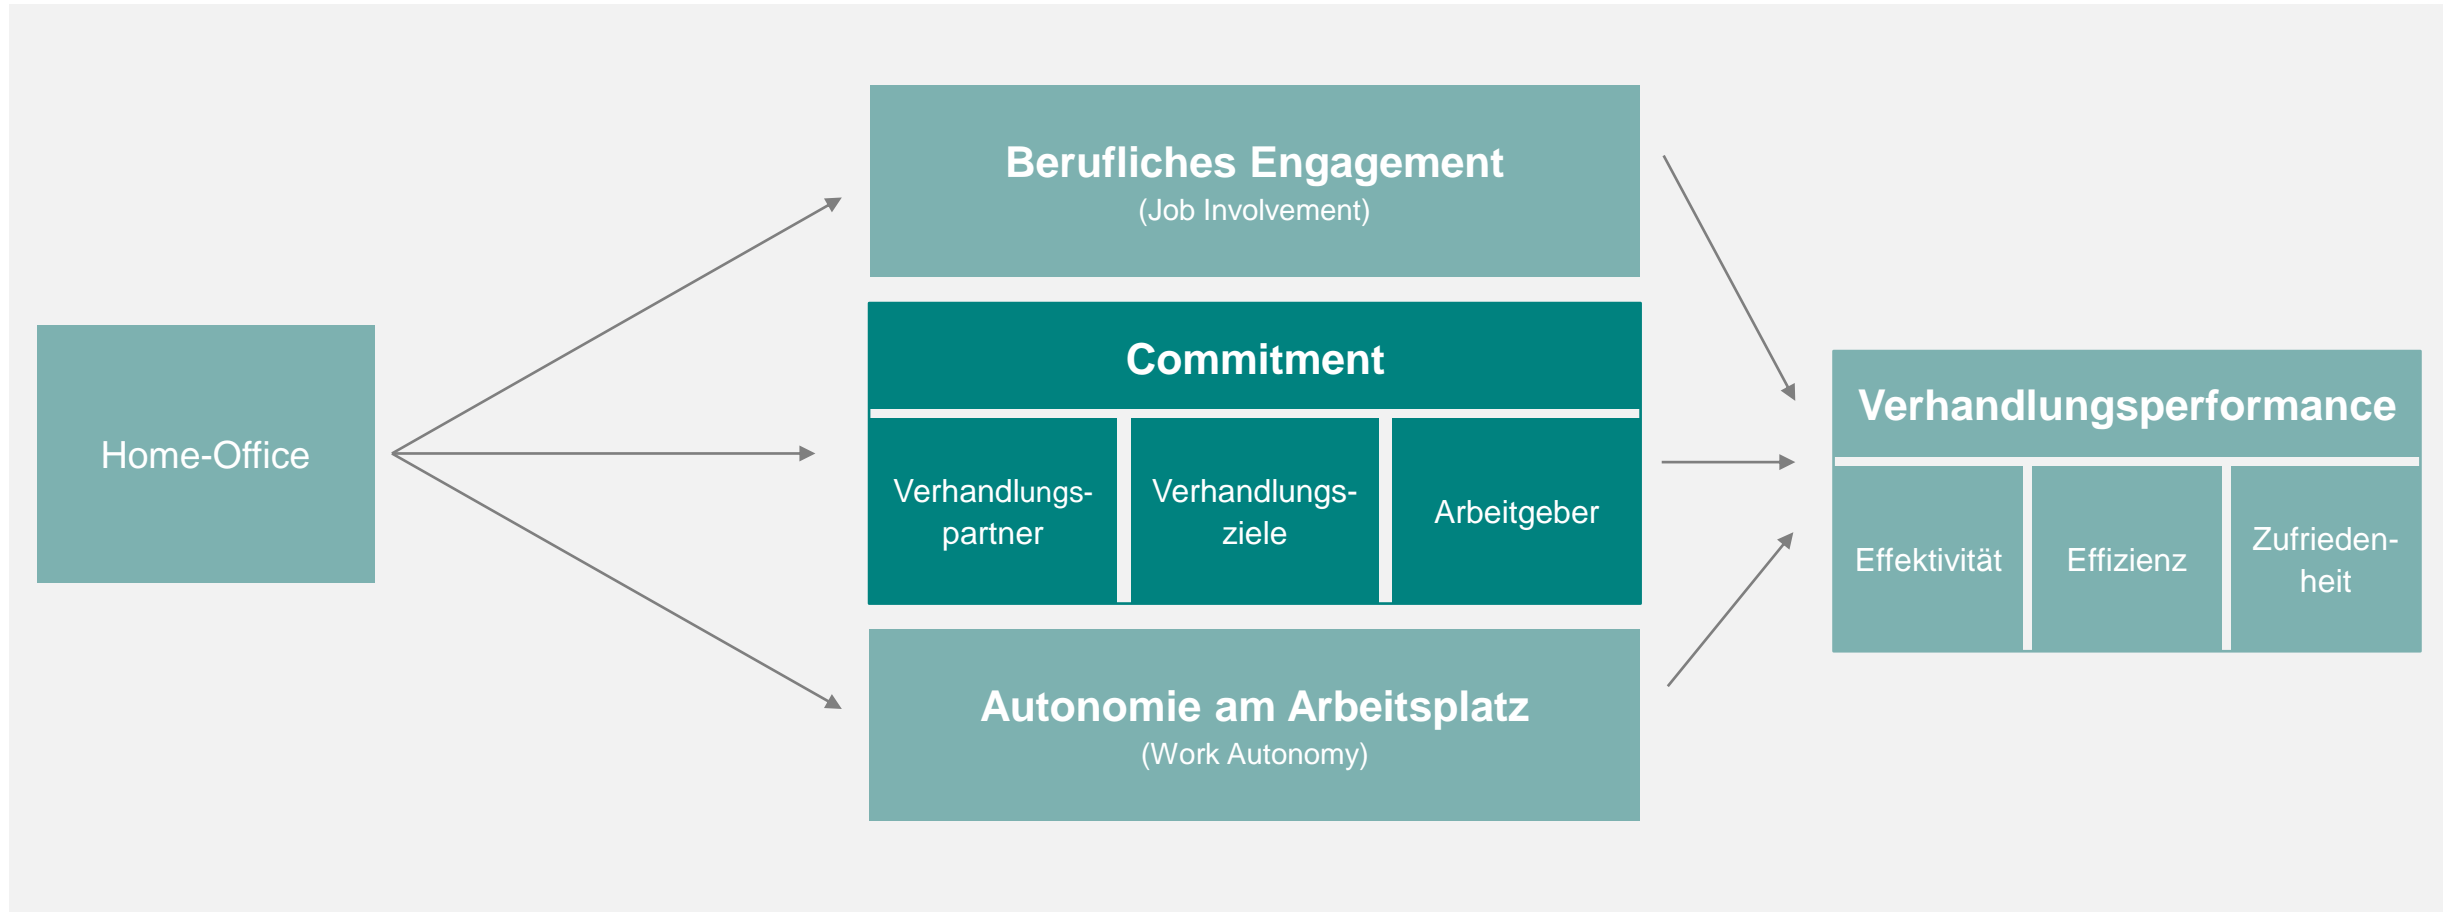 Home-Office
Berufliches Engagement
(Job Involvement)
Commitment
Verhandlungs-
partner
Verhandlungs-
ziele
Arbeitgeber
Autonomie am Arbeitsplatz
(Work Autonomy)
Verhandlungsperformance
Effektivität
Effizienz
Zufrieden-
heit